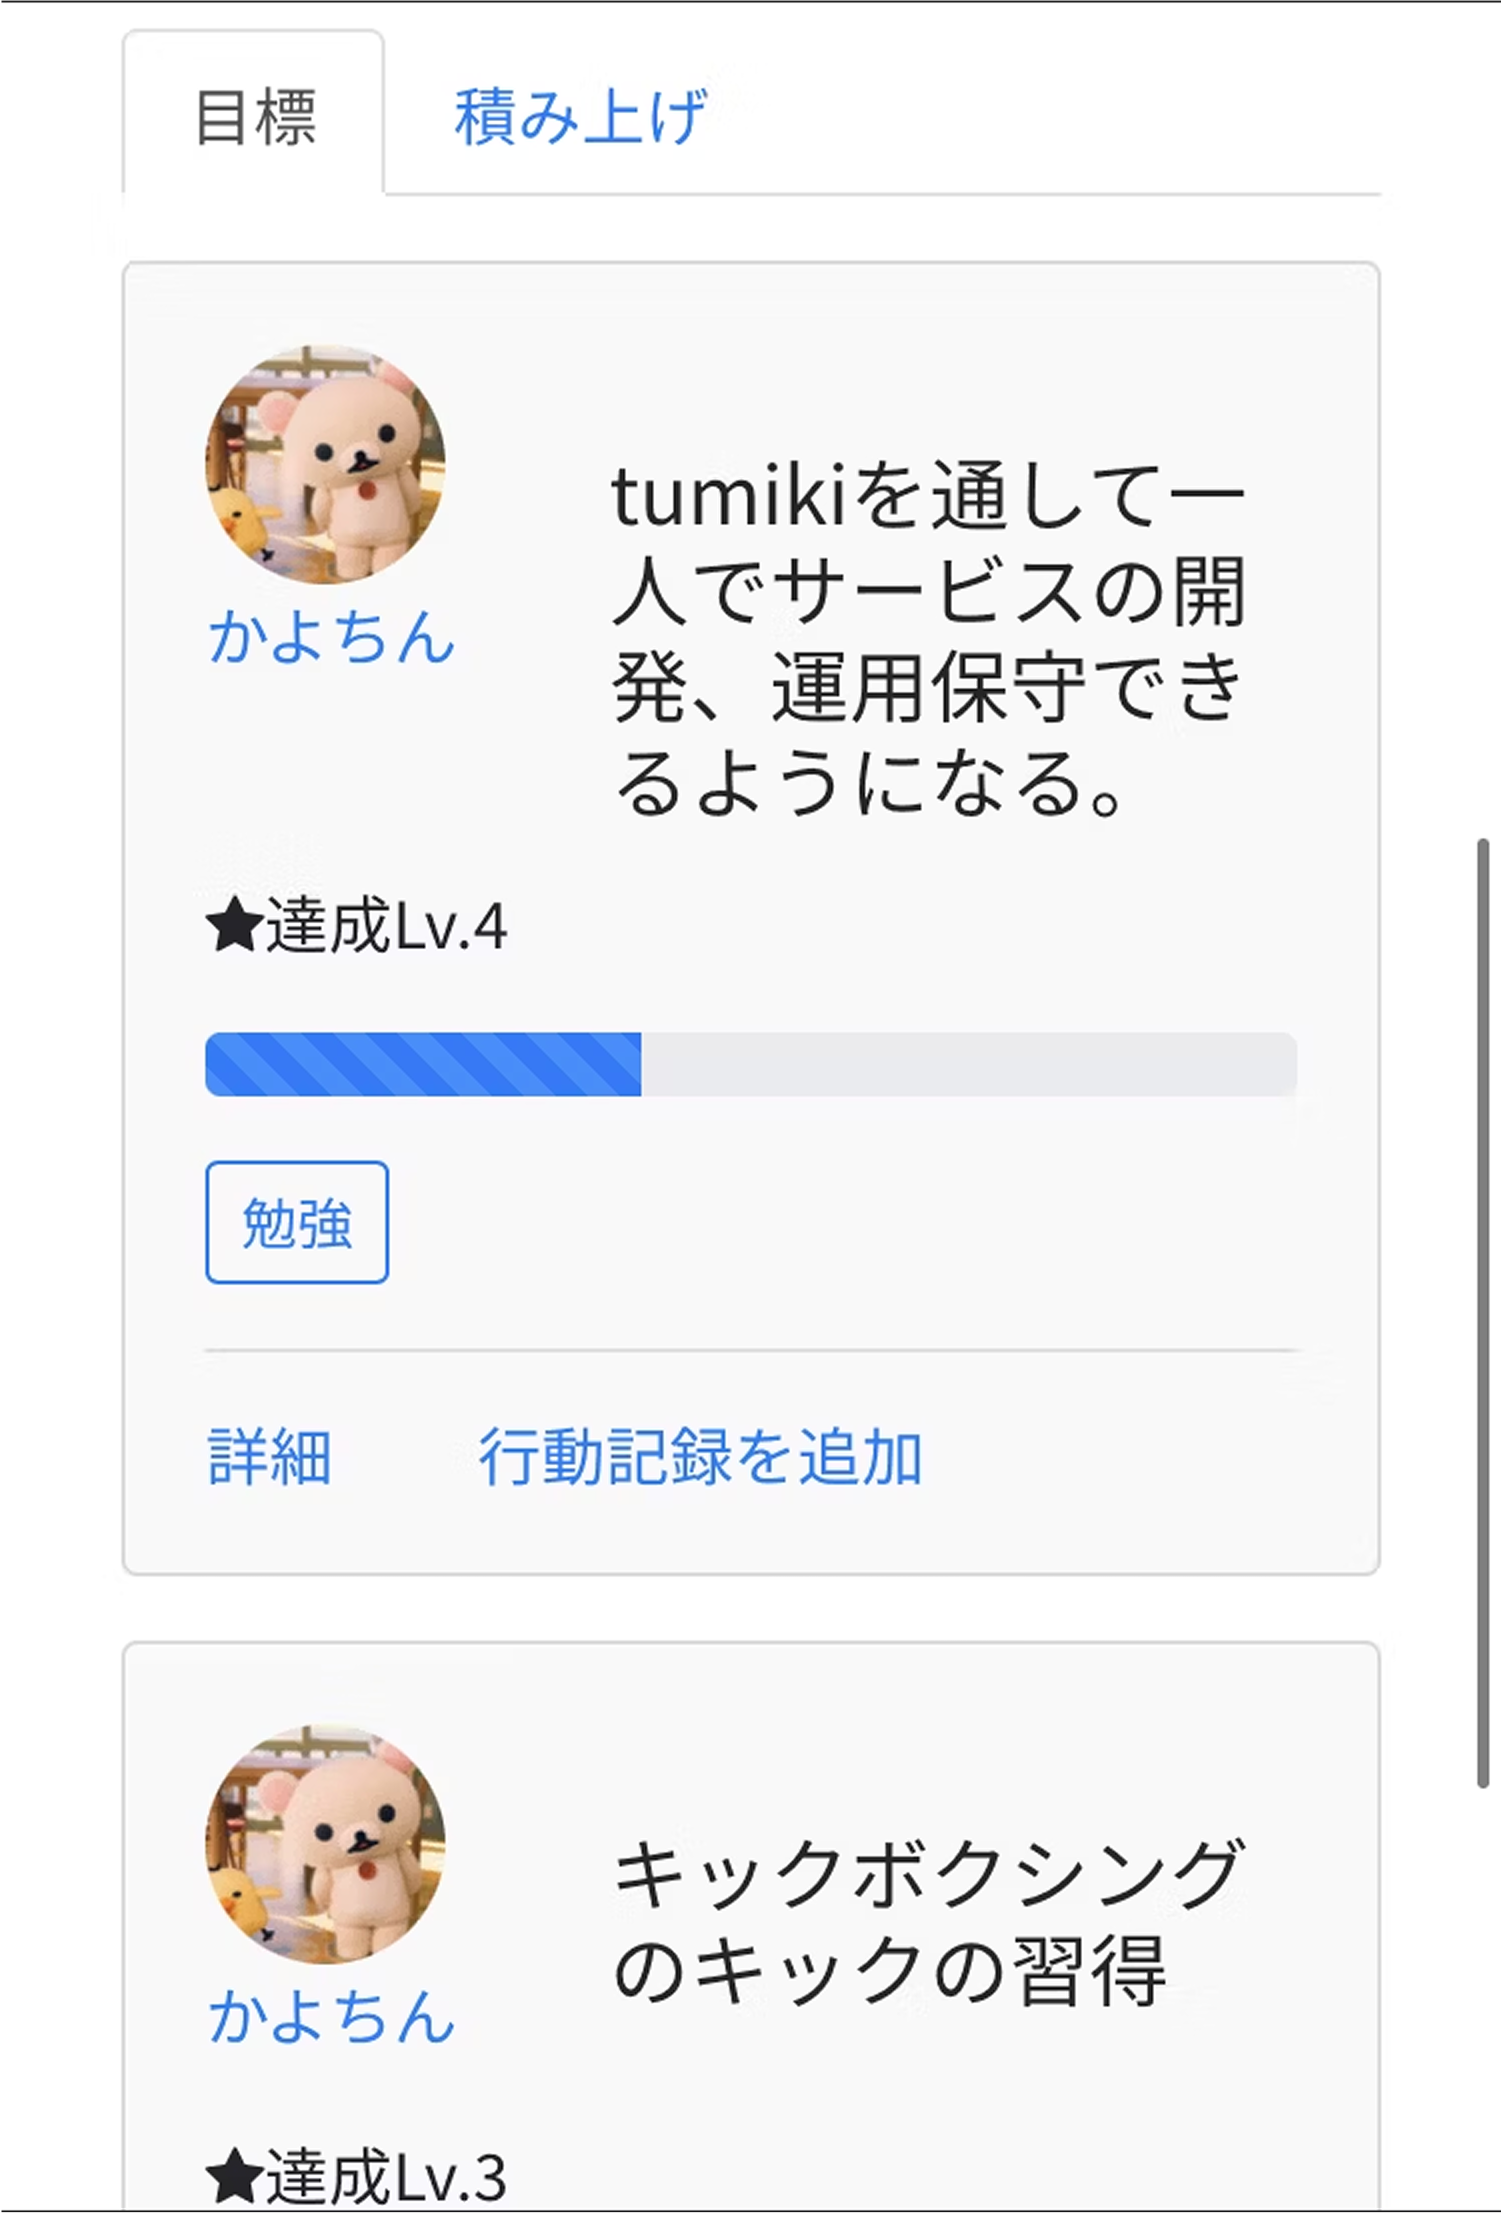 目標
積み上げ
tumikiを通して一
人でサービスの開
発、運用保守でき
るようになる。
かよちん
★達成Lv.4
勉強
詳細
行動記録を追加
キックボクシング
のキックの習得
かよちん
★達成Lv.3